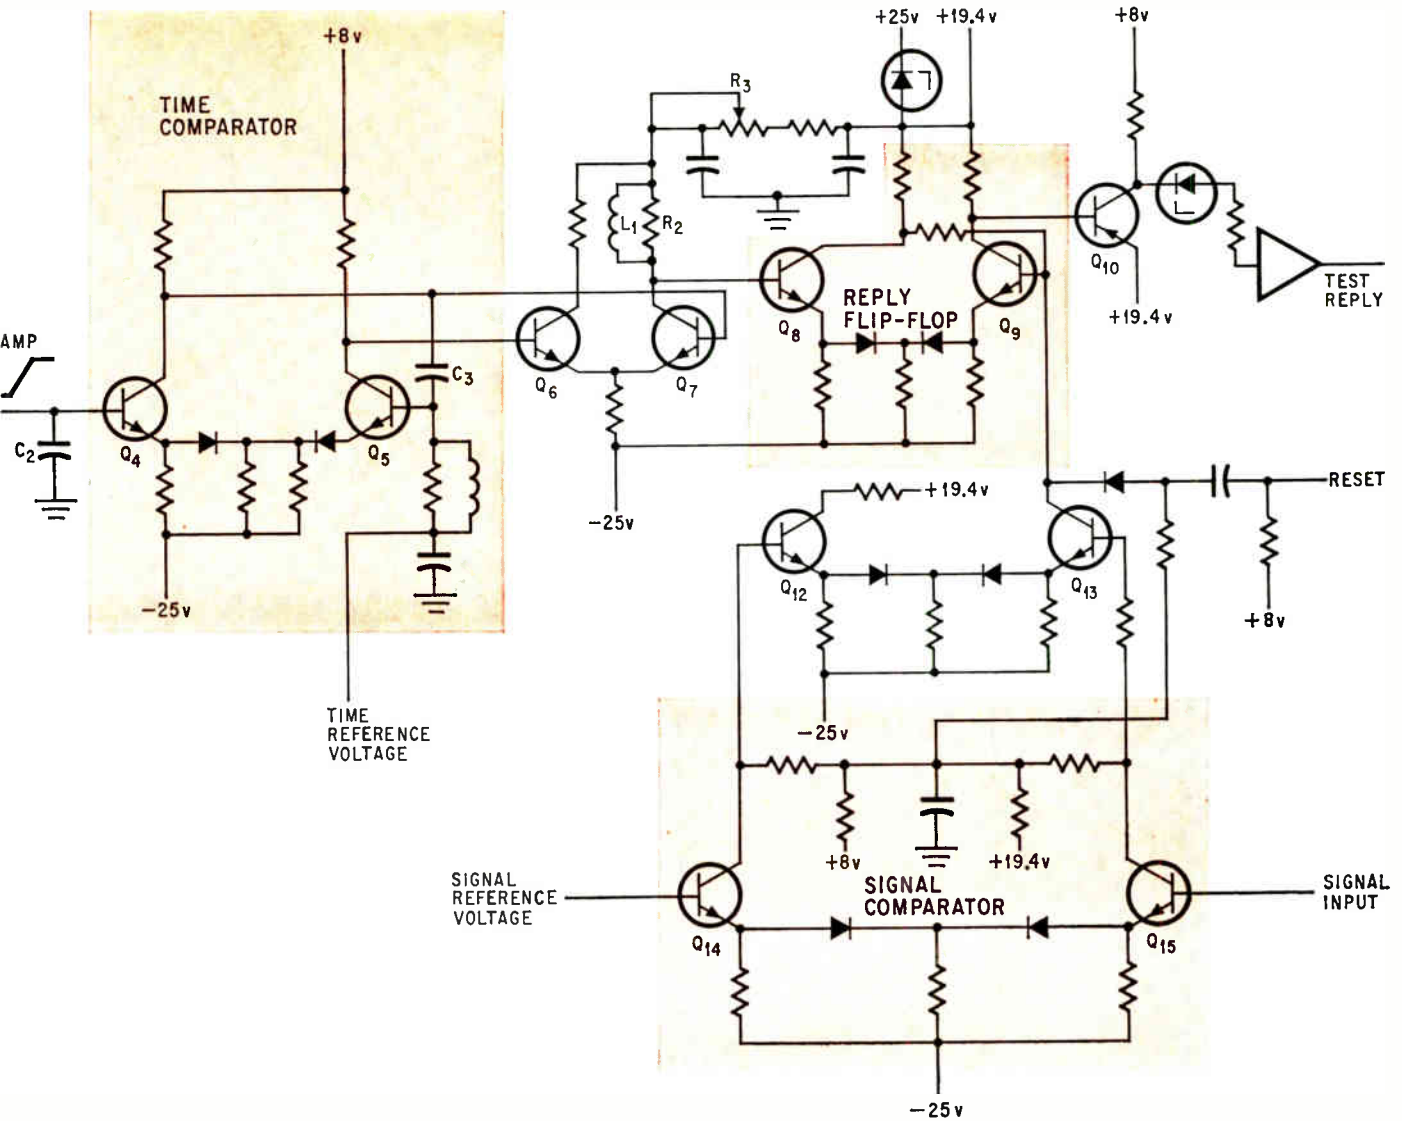 +25v +19.4v +8v
+8v
TIME
COMPARATOR
R3
L1 R2
Q10
TEST
REPLY
REPLY
FLIP-FLOP
Q8 Q9
+19.4v
AMP
C3
Q6 Q7
C2
Q4 Q5
RESET
+19.4v
-25v
Q12 Q13
-25v
+8v
TIME
REFERENCE
VOLTAGE
-25v
+8v +19.4v
SIGNAL
REFERENCE
VOLTAGE
SIGNAL
COMPARATOR
SIGNAL
INPUT
Q14 Q15
-25v